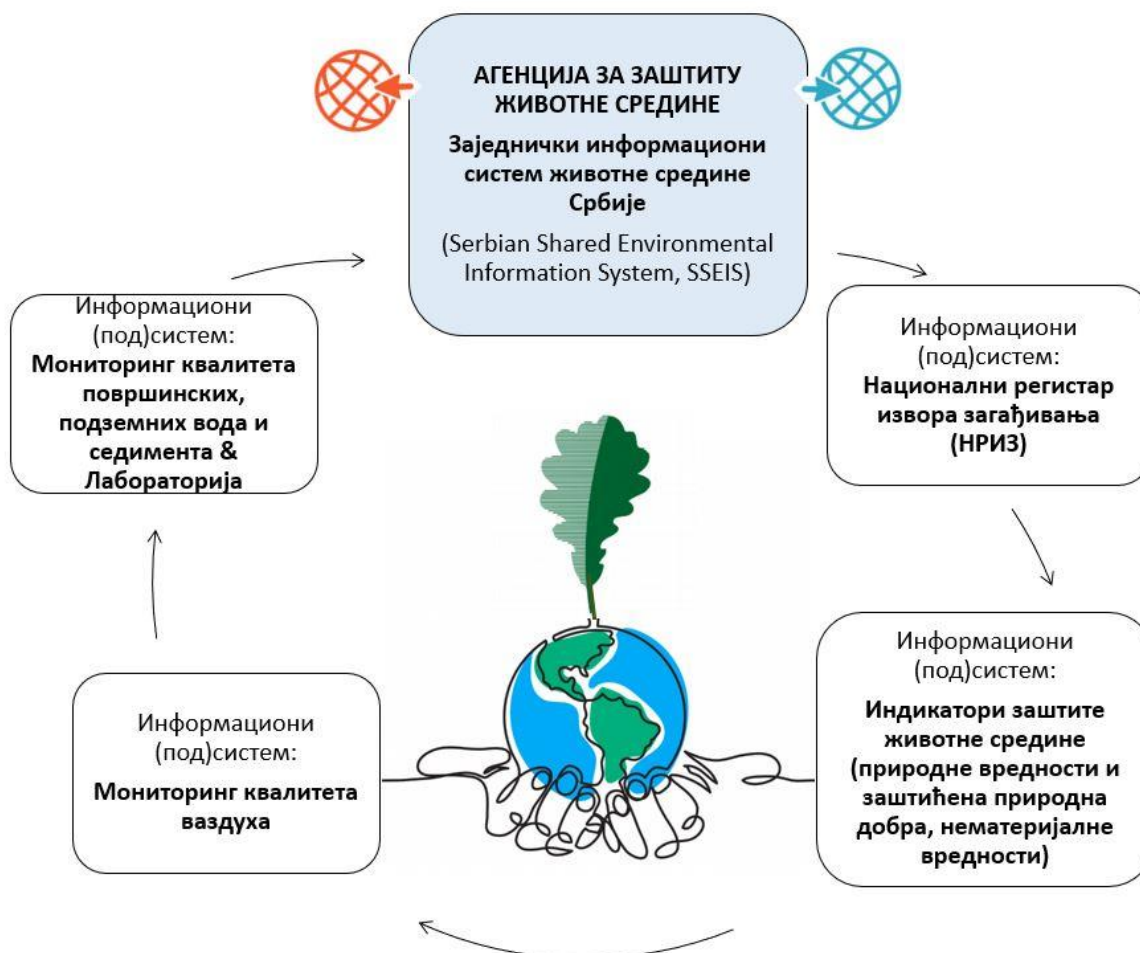 АГЕНЦИЈА ЗА ЗАШТИТУ
ЖИВОТНЕ СРЕДИНЕ
Заједнички информациони
систем животне средине
Србије
(Serbian Shared Environmental
Information System, SSEIS)
Информациони
(под)систем:
Национални регистар
извора загађивања
(НРИЗ)
Информациони
(под)систем:
Индикатори заштите
животне средине
(природне вредности и
заштићена природна
добра, нематеријалне
вредности)
Информациони
(под)систем:
Мониторинг квалитета
ваздуха
Информациони
(под)систем:
Мониторинг квалитета
површинских,
подземних вода и
седимента &
Лабораторија